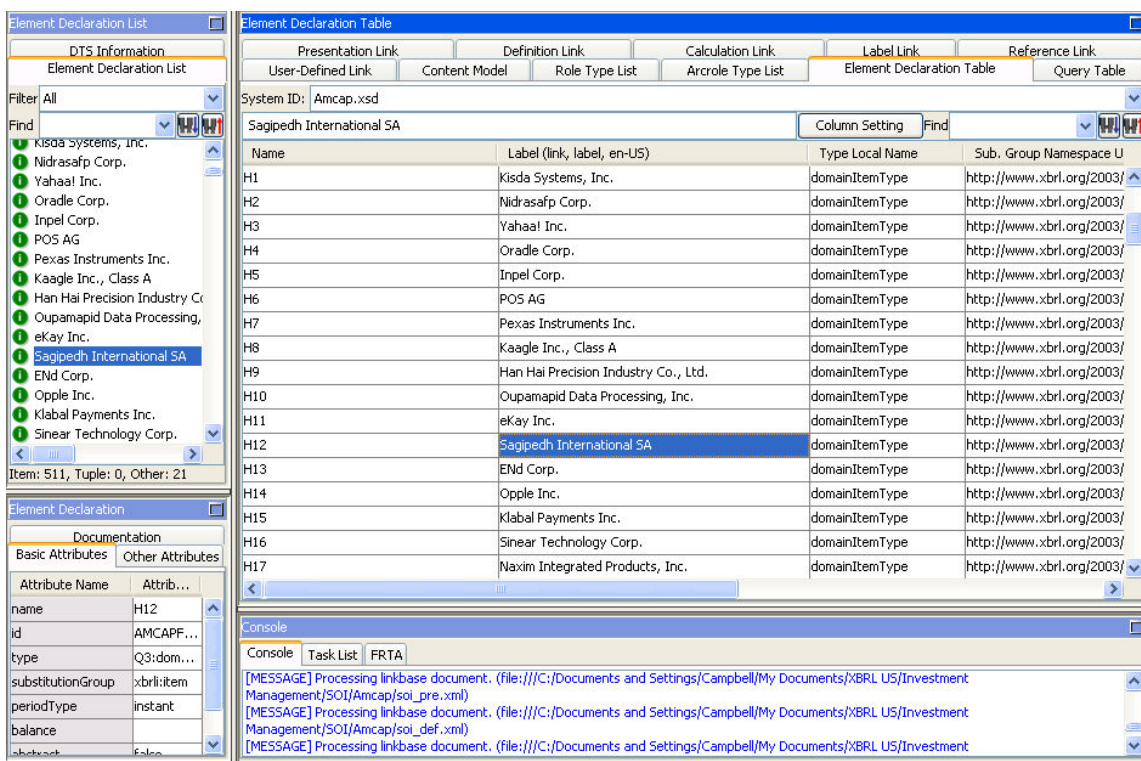 Element Declaration List
DTS Information
Element Declaration List
Filter All
Find
Kisda Systems, Inc.
Nidrasafp Corp.
Yahaa! Inc.
Oradle Corp.
Inpel Corp.
POS AG
Pexas Instruments Inc.
Kaagle Inc., Class A
Han Hai Precision Industry Co
Oupamapid Data Processing,
eKay Inc.
Sagipedh International SA
ENd Corp.
Opple Inc.
Klabal Payments Inc.
Sinear Technology Corp.
Item: 511, Tuple: 0, Other: 21
Element Declaration
Documentation
Basic Attributes Other Attributes
Attribute Name Attrib...
name H12
id AMCAPF...
type Q3:dom...
substitutionGroup xbrli:item
periodType instant
balance
abstract false
Element Declaration Table
Presentation Link Definition Link Calculation Link Label Link Reference Link
User-Defined Link Content Model Role Type List Arcrole Type List Element Declaration Table Query Table
System ID: Amcap.xsd
Sagipedh International SA Column Setting Find
Name Label (link, label, en-US) Type Local Name Sub. Group Namespace U
H1 Kisda Systems, Inc. domainItemType http://www.xbrl.org/2003/
H2 Nidrasafp Corp. domainItemType http://www.xbrl.org/2003/
H3 Yahaa! Inc. domainItemType http://www.xbrl.org/2003/
H4 Oradle Corp. domainItemType http://www.xbrl.org/2003/
H5 Inpel Corp. domainItemType http://www.xbrl.org/2003/
H6 POS AG domainItemType http://www.xbrl.org/2003/
H7 Pexas Instruments Inc. domainItemType http://www.xbrl.org/2003/
H8 Kaagle Inc., Class A domainItemType http://www.xbrl.org/2003/
H9 Han Hai Precision Industry Co., Ltd. domainItemType http://www.xbrl.org/2003/
H10 Oupamapid Data Processing, Inc. domainItemType http://www.xbrl.org/2003/
H11 eKay Inc. domainItemType http://www.xbrl.org/2003/
H12 Sagipedh International SA domainItemType http://www.xbrl.org/2003/
H13 ENd Corp. domainItemType http://www.xbrl.org/2003/
H14 Opple Inc. domainItemType http://www.xbrl.org/2003/
H15 Klabal Payments Inc. domainItemType http://www.xbrl.org/2003/
H16 Sinear Technology Corp. domainItemType http://www.xbrl.org/2003/
H17 Naxim Integrated Products, Inc. domainItemType http://www.xbrl.org/2003/
Console
Console Task List FRTA
[MESSAGE] Processing linkbase document. (file:///C:/Documents and Settings/Campbell/My Documents/XBRL US/Investment
Management/SOI/Amcap/soi_pre.xml)
[MESSAGE] Processing linkbase document. (file:///C:/Documents and Settings/Campbell/My Documents/XBRL US/Investment
Management/SOI/Amcap/soi_def.xml)
[MESSAGE] Processing linkbase document. (file:///C:/Documents and Settings/Campbell/My Documents/XBRL US/Investment